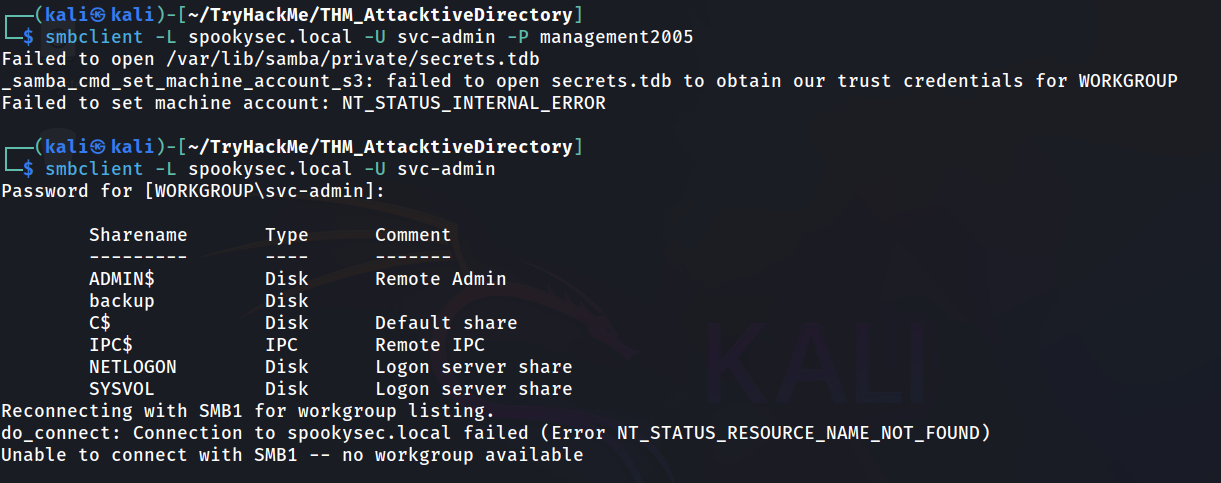 ┌──(kali㉿kali)-[~/TryHackMe/THM_AttacktiveDirectory]
└─$ smbclient -L spookysec.local -U svc-admin -P management2005
Failed to open /var/lib/samba/private/secrets.tdb
_samba_cmd_set_machine_account_s3: failed to open secrets.tdb to obtain our trust credentials for WORKGROUP
Failed to set machine account: NT_STATUS_INTERNAL_ERROR
┌──(kali㉿kali)-[~/TryHackMe/THM_AttacktiveDirectory]
└─$ smbclient -L spookysec.local -U svc-admin
Password for [WORKGROUP\svc-admin]:
Sharename       Type      Comment
---------       ----      -------
ADMIN$          Disk      Remote Admin
backup          Disk
C$              Disk      Default share
IPC$            IPC       Remote IPC
NETLOGON        Disk      Logon server share
SYSVOL          Disk      Logon server share
Reconnecting with SMB1 for workgroup listing.
do_connect: Connection to spookysec.local failed (Error NT_STATUS_RESOURCE_NAME_NOT_FOUND)
Unable to connect with SMB1 -- no workgroup available
KALI